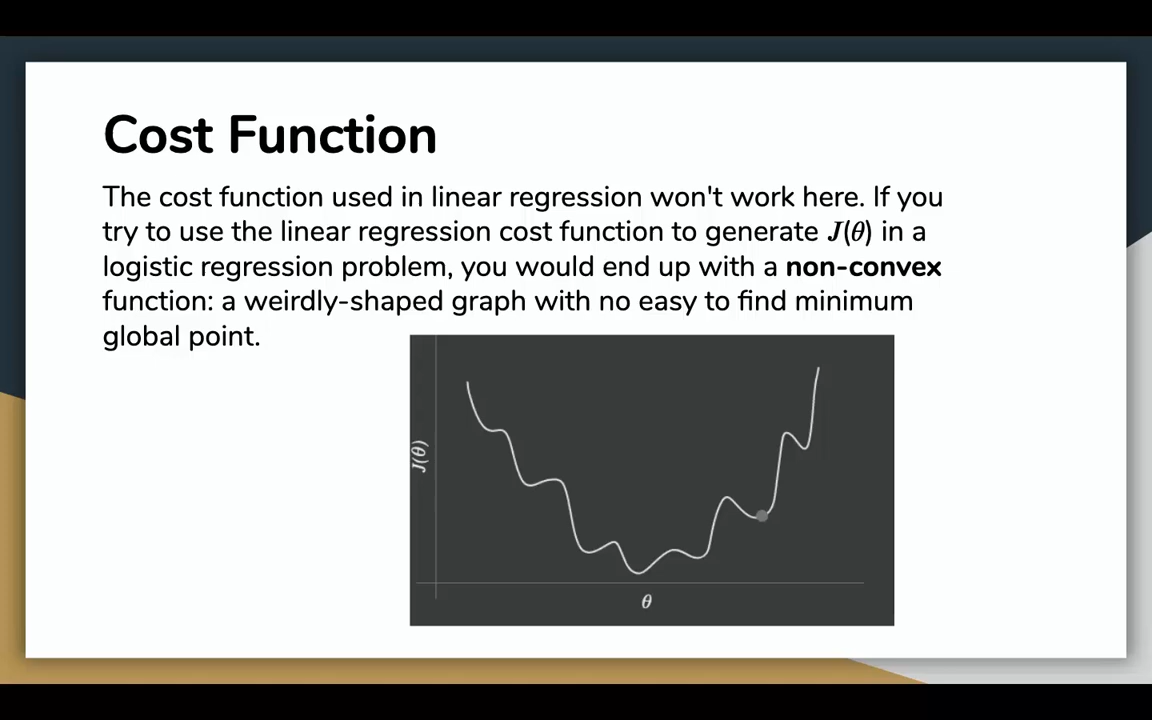 Cost Function
The cost function used in linear regression won't work here. If you
try to use the linear regression cost function to generate J(θ) in a
logistic regression problem, you would end up with a non-convex
function: a weirdly-shaped graph with no easy to find minimum
global point.
J(θ)
θ